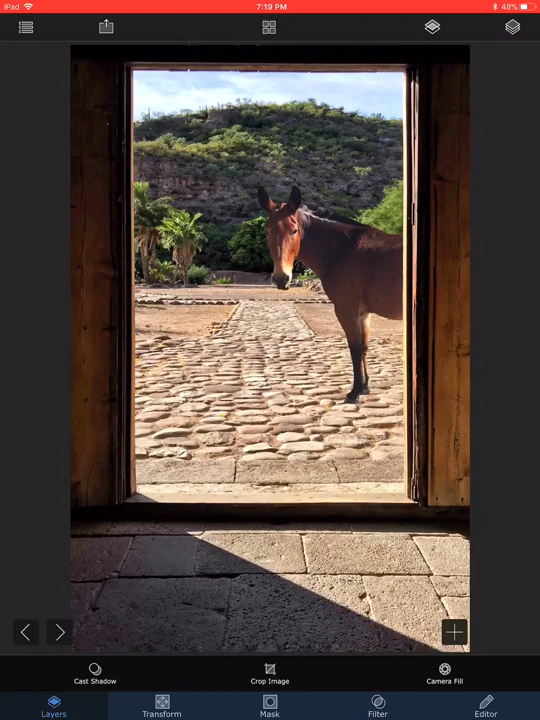 iPad 7:19 PM 48%
Cast Shadow Crop Image Camera Fill
Layers Transform Mask Filter Editor